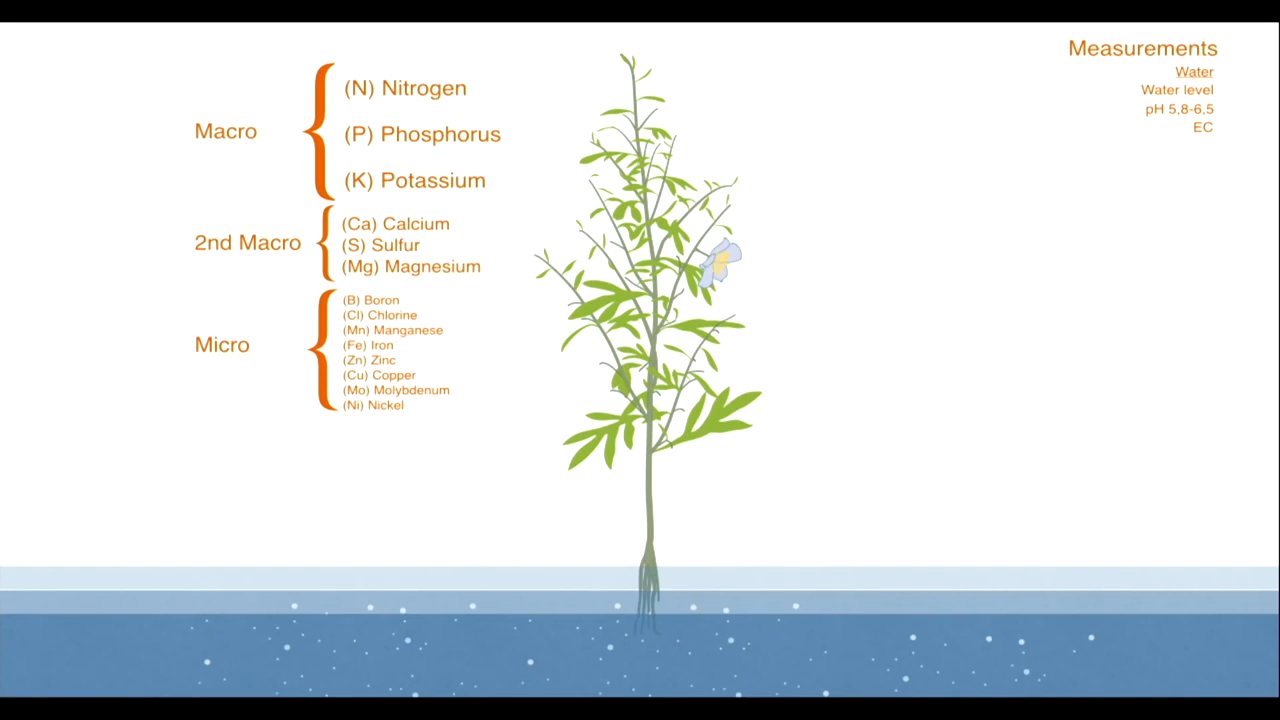 Macro
(N) Nitrogen
(P) Phosphorus
(K) Potassium
2nd Macro
(Ca) Calcium
(S) Sulfur
(Mg) Magnesium
Micro
(B) Boron
(Cl) Chlorine
(Mn) Manganese
(Fe) Iron
(Zn) Zinc
(Cu) Copper
(Mo) Molybdenum
(Ni) Nickel
Measurements
Water
Water level
pH 5,8-6,5
EC